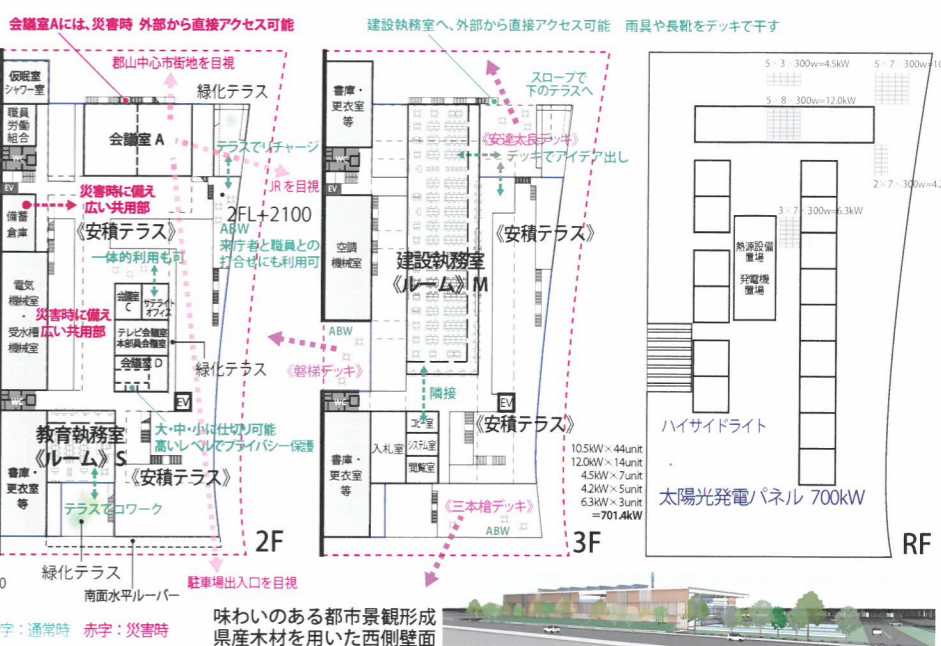 会議室Aには、災害時 外部から直接アクセス可能
建設執務室へ、外部から直接アクセス可能　雨具や長靴をデッキで干す
郡山中心市街地を目視
緑化テラス
仮眠室
シャワー室
職員
労働
組合
会議室 A
テラスでリチャージ
JRを目視
WC
EV
災害時に備え
広い共用部
2FL+2100
ABW
来庁者と職員との
打合せにも利用可
備蓄
倉庫
《安積テラス》
一体的利用も可
電気
機械室
・
受水槽
機械室
災害時に備え
広い共用部
会議室
C
サテライト
オフィス
テレビ会議室
本部員会議室
会議室 D
緑化テラス
EV
WC
大・中・小に仕切り可能
高いレベルでプライバシー保護
教育執務室
《ルーム》S
書庫・
更衣室
等
《安積テラス》
テラスでコワーク
2F
緑化テラス
南面水平ルーバー
駐車場出入口を目視
0
字：通常時　赤字：災害時
スロープで
下のテラスへ
書庫・
更衣室
等
《安達太良デッキ》
デッキでアイデア出し
WC
EV
《安積テラス》
空調
機械室
建設執務室
《ルーム》M
ABW
《磐梯デッキ》
隣接
EV
WC
《安積テラス》
入札室
コピー室
システム室
閲覧室
書庫・
更衣室
等
《三本槍デッキ》
ABW
3F
10.5kW×44unit
12.0kW×14unit
4.5kW×7unit
4.2kW×5unit
6.3kW×3unit
＝701.4kW
5・3・300w=4.5kW
5・7・300w=10
5・8・300w=12.0kW
2×7・300w=4.2
3×7・300w=6.3kW
熱源設備
置場
発電機
置場
ハイサイドライト
太陽光発電パネル 700kW
RF
味わいのある都市景観形成
県産木材を用いた西側壁面